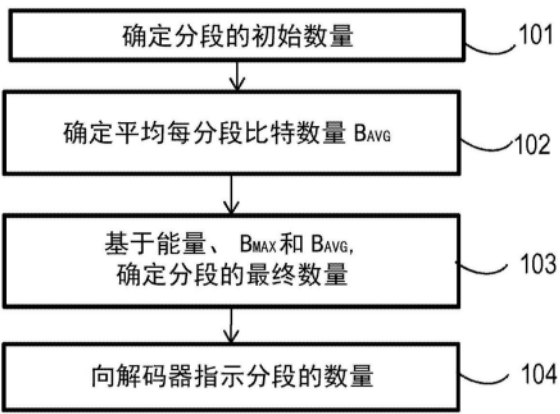 确定分段的初始数量
101
确定平均每分段比特数量 BAVG
102
基于能量、 BMAX 和 BAVG,
确定分段的最终数量
103
向解码器指示分段的数量
104